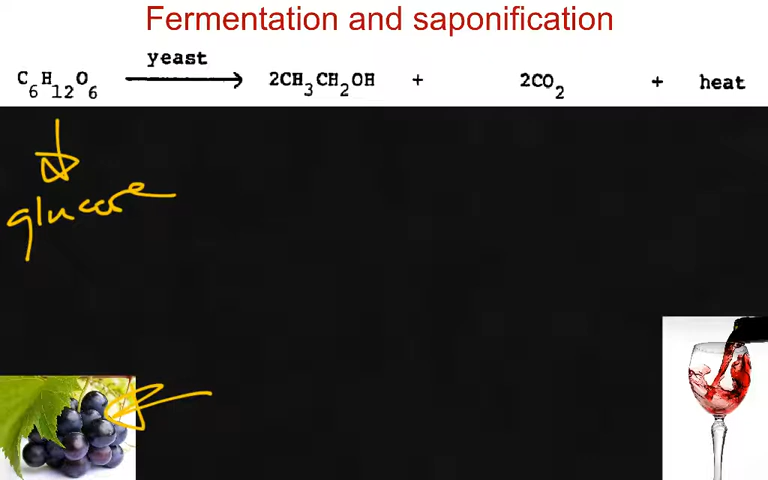 Fermentation and saponification
yeast
C6H12O6 → 2CH3CH2OH + 2CO2 + heat
glucose